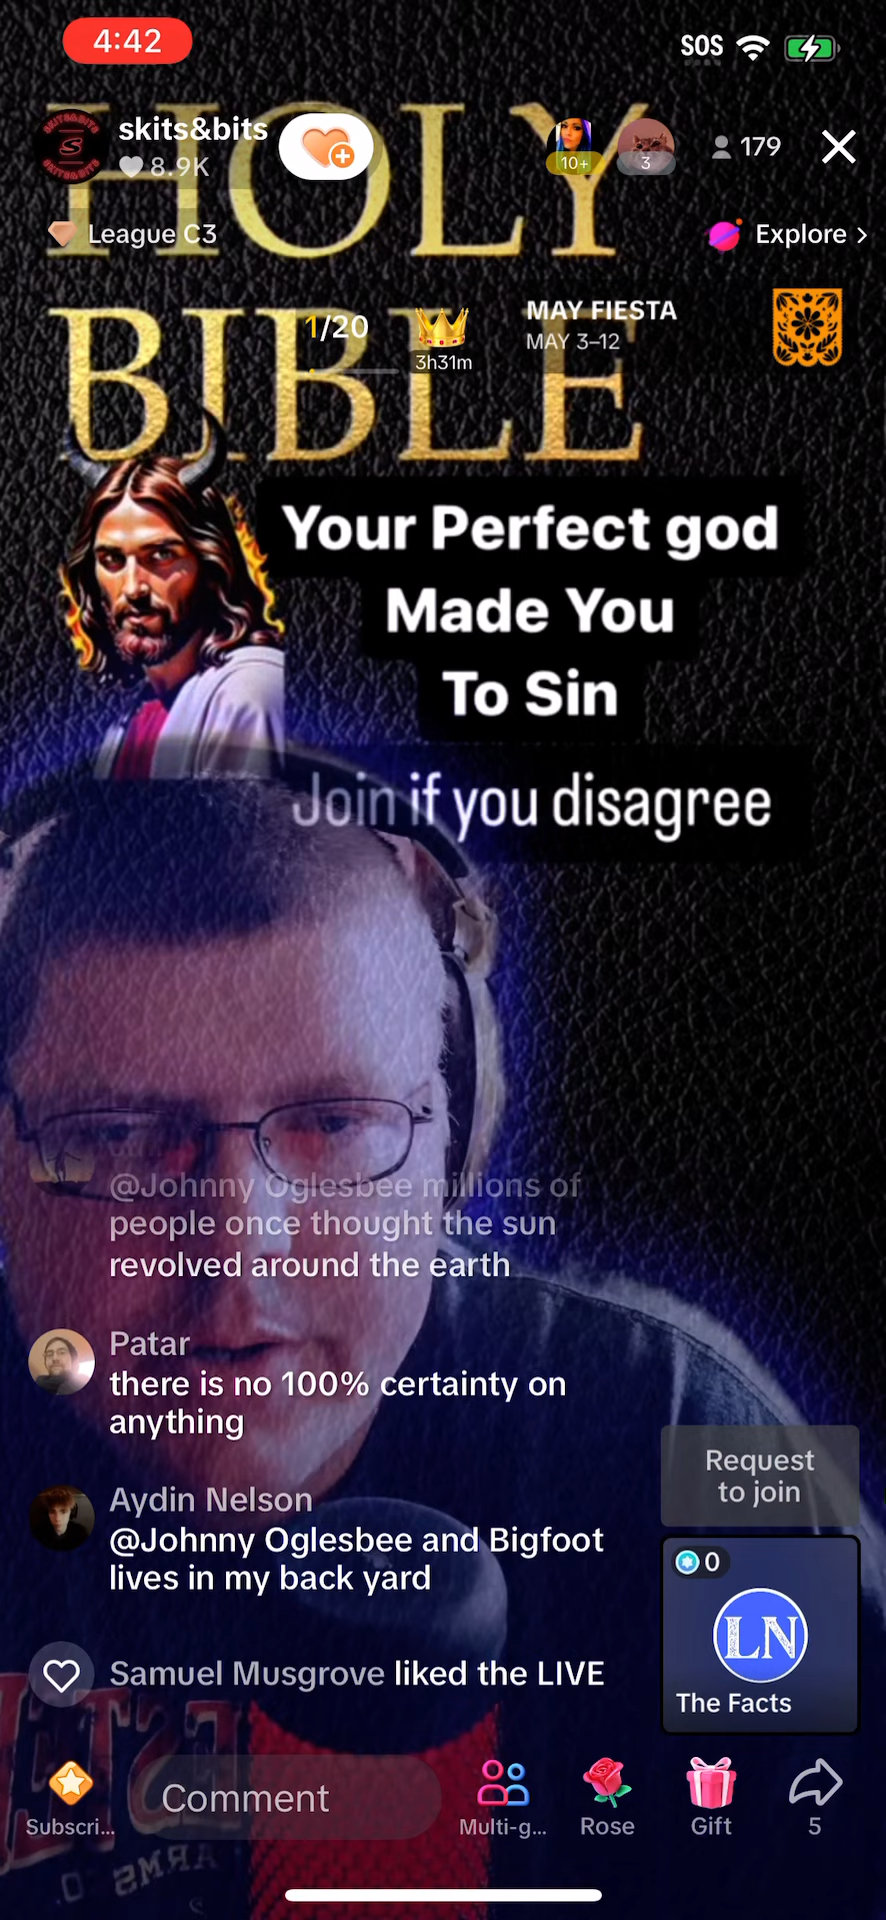 4:42
SOS
HOLY
skits&bits
8.9K
10+
3
179
League C3
Explore >
BIBLE
1/20
3h31m
MAY FIESTA
MAY 3–12
Your Perfect god
Made You
To Sin
Join if you disagree
@Johnny Oglesbee millions of
people once thought the sun
revolved around the earth
Patar
there is no 100% certainty on
anything
Request
to join
Aydin Nelson
@Johnny Oglesbee and Bigfoot
lives in my back yard
0
LN
The Facts
Samuel Musgrove liked the LIVE
Subscri...
Comment
Multi-g...
Rose
Gift
5